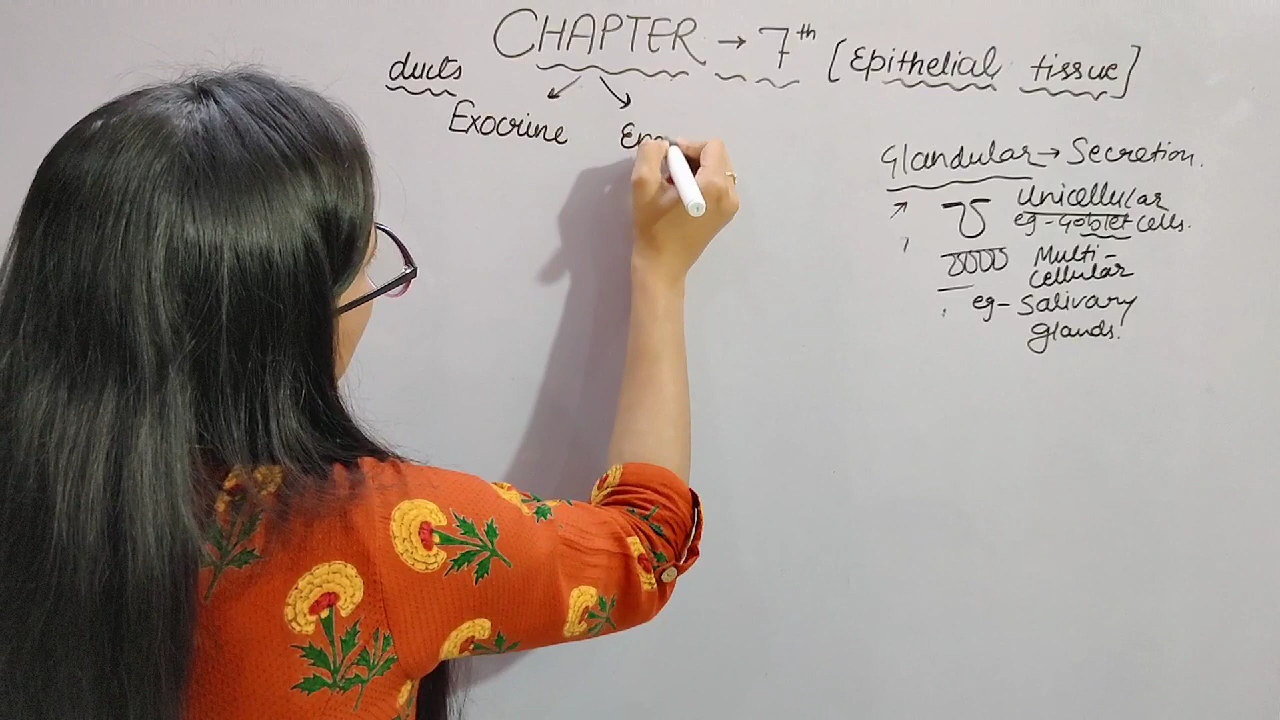 CHAPTER → 7th [Epithelial tissue]
ducts
Exocrine
Glandular → Secretion.
Unicellular
eg - Goblet cells.
Multi-
cellular
eg - Salivary
glands.